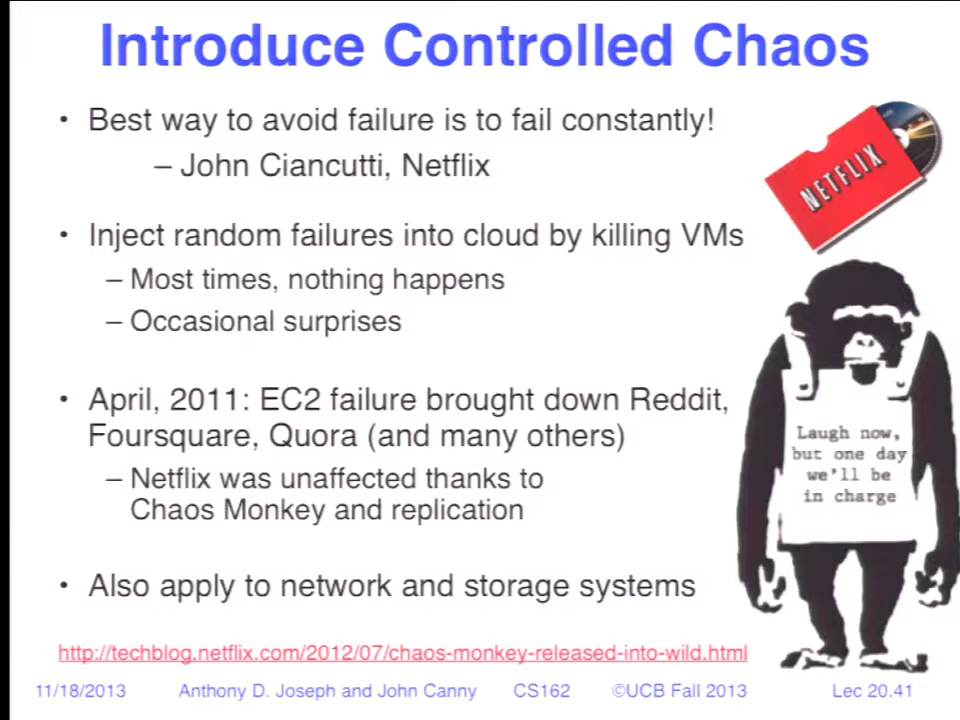 Introduce Controlled Chaos
• Best way to avoid failure is to fail constantly!
– John Ciancutti, Netflix
NETFLIX
• Inject random failures into cloud by killing VMs
– Most times, nothing happens
– Occasional surprises
• April, 2011: EC2 failure brought down Reddit,
Foursquare, Quora (and many others)
– Netflix was unaffected thanks to
Chaos Monkey and replication
Laugh now,
but one day
we'll be
in charge
• Also apply to network and storage systems
http://techblog.netflix.com/2012/07/chaos-monkey-released-into-wild.html
11/18/2013 Anthony D. Joseph and John Canny CS162 ©UCB Fall 2013 Lec 20.41